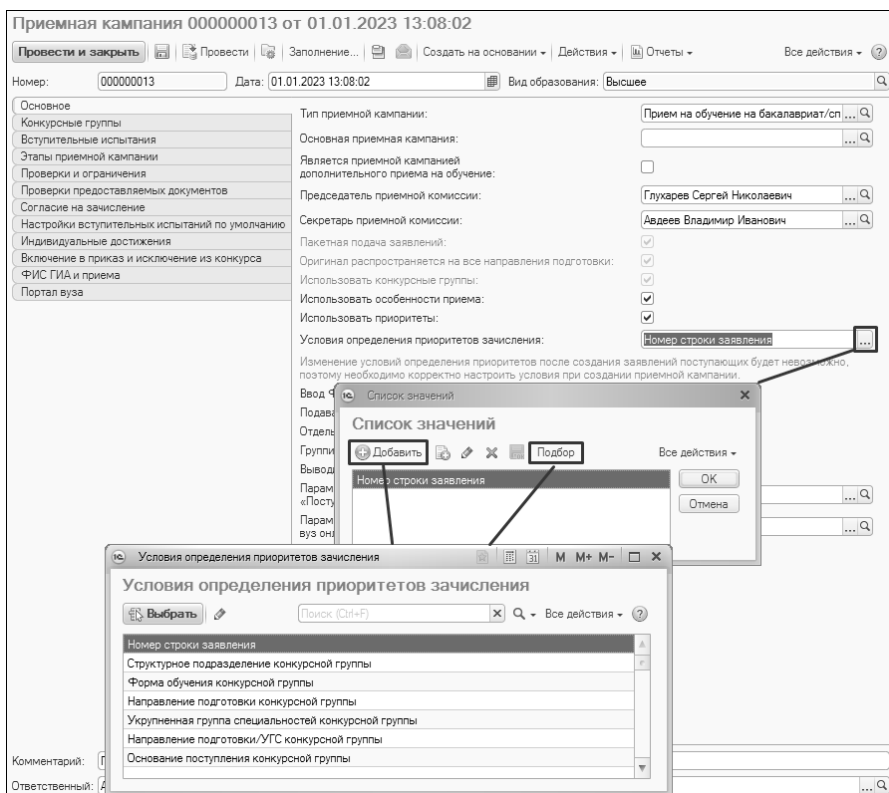 Приемная кампания 000000013 от 01.01.2023 13:08:02
Провести и закрыть Провести Заполнение... Создать на основании Действия Отчеты Все действия ?
Номер: 000000013 Дата: 01.01.2023 13:08:02 Вид образования: Высшее
Основное
Конкурсные группы
Вступительные испытания
Этапы приемной кампании
Проверки и ограничения
Проверки предоставляемых документов
Согласие на зачисление
Настройки вступительных испытаний по умолчанию
Индивидуальные достижения
Включение в приказ и исключение из конкурса
ФИС ГИА и приема
Портал вуза
Тип приемной кампании: Прием на обучение на бакалавриат/сп ...
Основная приемная кампания: ...
Является приемной кампанией
дополнительного приема на обучение:
Председатель приемной комиссии: Глухарев Сергей Николаевич ...
Секретарь приемной комиссии: Авдеев Владимир Иванович ...
Пакетная подача заявлений:
Оригинал распространяется на все направления подготовки:
Использовать конкурсные группы:
Использовать особенности приема:
Использовать приоритеты:
Условия определения приоритетов зачисления: Номер строки заявления ...
Изменение условий определения приоритетов после создания заявлений поступающих будет невозможно,
поэтому необходимо корректно настроить условия при создании приемной кампании.
Ввод
Подава
Отдель
Групп
Вывод
Парам
«Посту ...
Парам
вуз он ...
1С Список значений
Список значений
Добавить Подбор Все действия
Номер строки заявления
OK
Отмена
1С Условия определения приоритетов зачисления 31 M M+ M-
Условия определения приоритетов зачисления
Выбрать Поиск (Ctrl+F) Все действия ?
Номер строки заявления
Структурное подразделение конкурсной группы
Форма обучения конкурсной группы
Направление подготовки конкурсной группы
Укрупненная группа специальностей конкурсной группы
Направление подготовки/УГС конкурсной группы
Основание поступления конкурсной группы
Комментарий:
Ответственный: ...